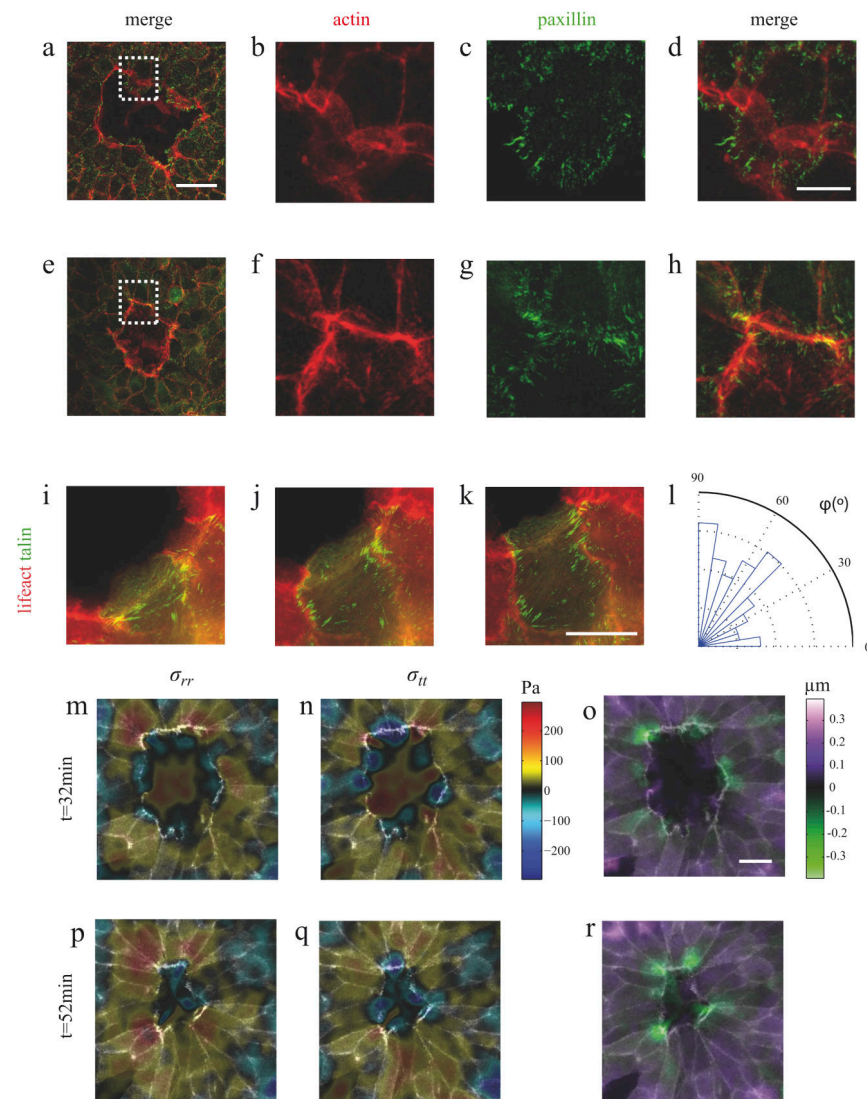 merge actin paxillin merge
a b c d
e f g h
i j k l
lifeact talin
90
60
φ(º)
30
0
σrr σtt Pa µm
m n o
t=32min
200
100
0
−100
−200
0.3
0.2
0.1
0
-0.1
-0.2
-0.3
p q r
t=52min